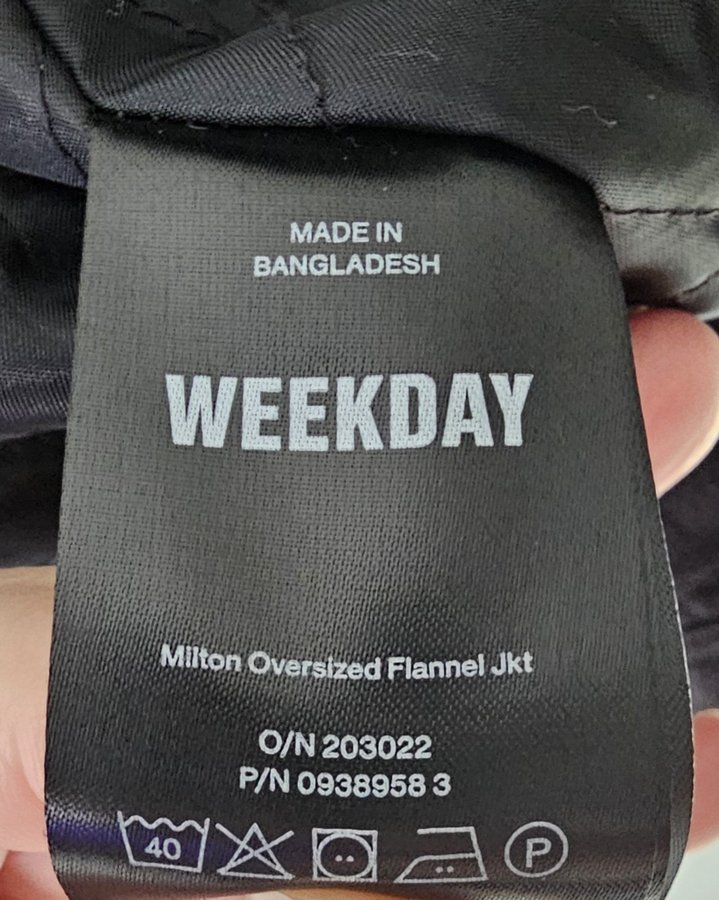 MADE IN
BANGLADESH
WEEKDAY
Milton Oversized Flannel Jkt
O/N 203022
P/N 0938958 3
40 P